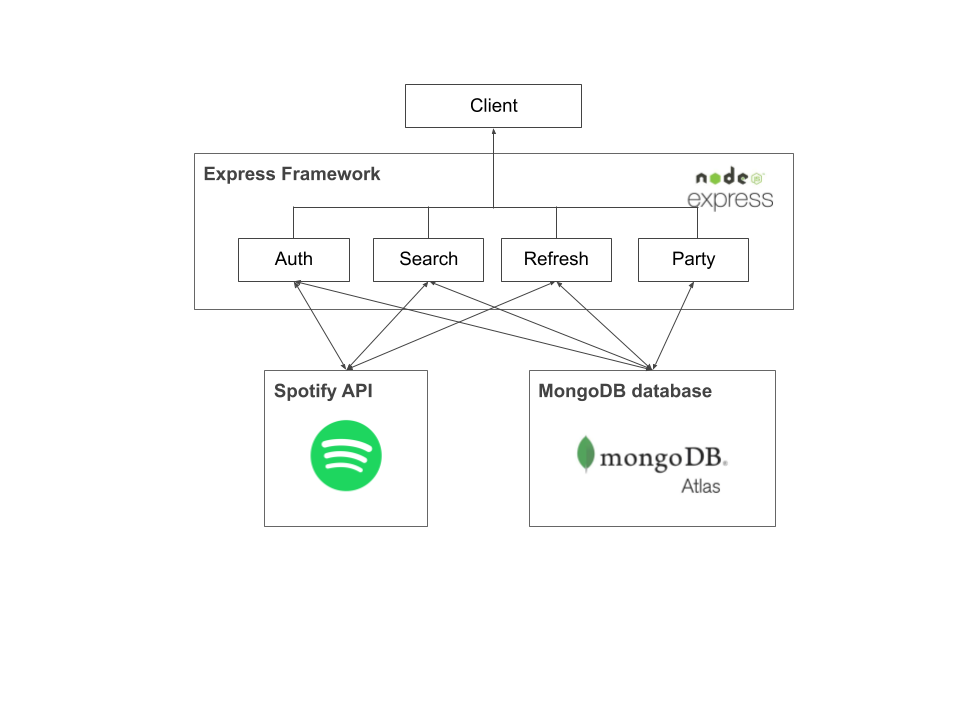 Client
Express Framework
node
express
Auth
Search
Refresh
Party
Spotify API
MongoDB database
mongoDB.
Atlas